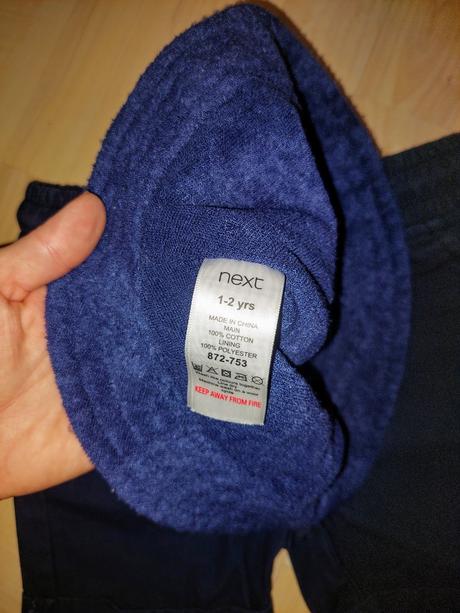 next
1-2 yrs
MADE IN CHINA
MAIN
100% COTTON
LINING
100% POLYESTER
872-753
KEEP AWAY FROM FIRE